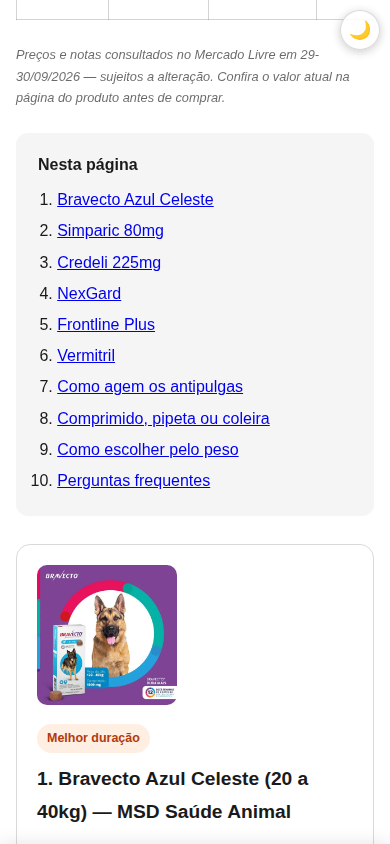 Preços e notas consultados no Mercado Livre em 29-
30/09/2026 — sujeitos a alteração. Confira o valor atual na
página do produto antes de comprar.
Nesta página
1. Bravecto Azul Celeste
2. Simparic 80mg
3. Credeli 225mg
4. NexGard
5. Frontline Plus
6. Vermitril
7. Como agem os antipulgas
8. Comprimido, pipeta ou coleira
9. Como escolher pelo peso
10. Perguntas frequentes
BRAVECTO
BRAVECTO
Melhor duração
1. Bravecto Azul Celeste (20 a
40kg) — MSD Saúde Animal